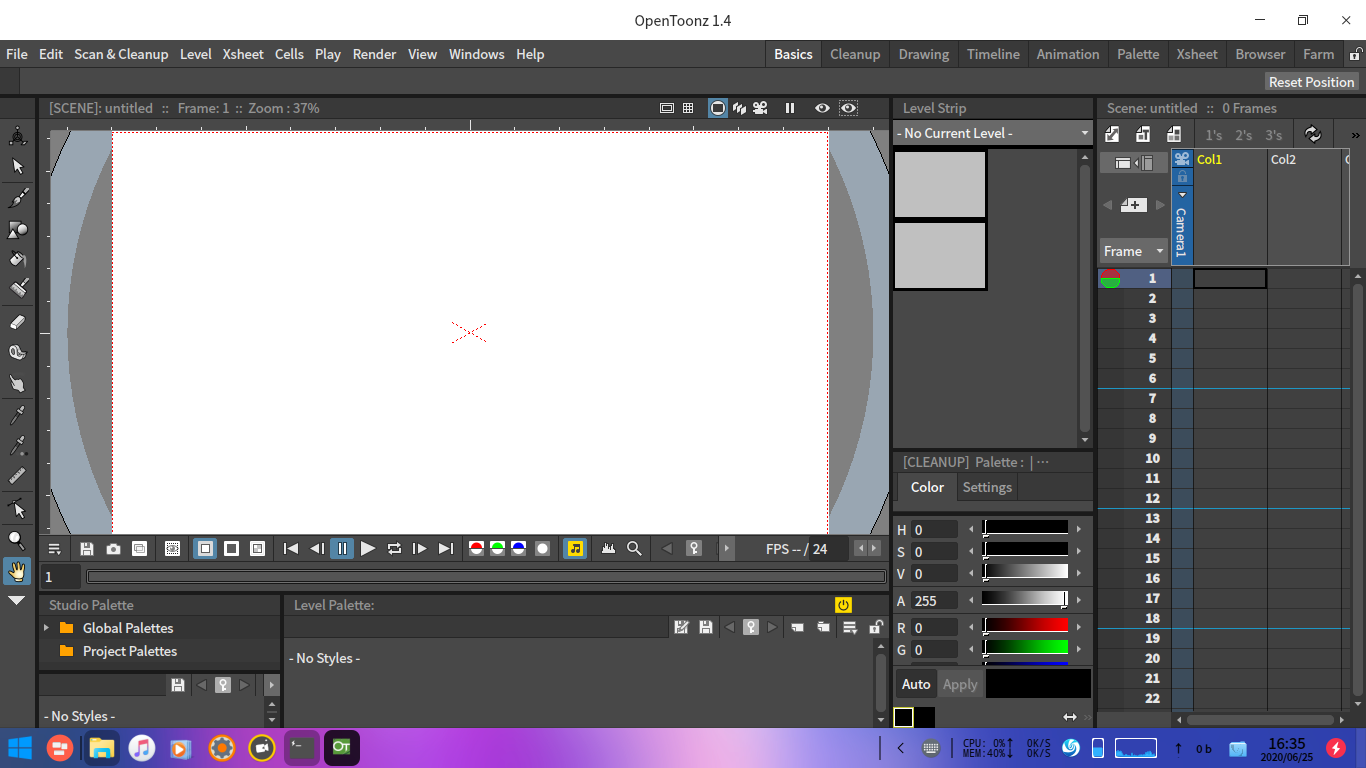 OpenToonz 1.4
File Edit Scan & Cleanup Level Xsheet Cells Play Render View Windows Help
Basics Cleanup Drawing Timeline Animation Palette Xsheet Browser Farm
Reset Position
[SCENE]: untitled :: Frame: 1 :: Zoom : 37%
Level Strip
- No Current Level -
Scene: untitled :: 0 Frames
1's 2's 3's »
Col1 Col2
Camera1
Frame
1
2
3
4
5
6
7
8
9
10
11
12
13
14
15
16
17
18
19
20
21
22
[CLEANUP] Palette : | ···
Color Settings
H 0
S 0
V 0
A 255
R 0
G 0
Auto Apply
FPS -- / 24
1
Studio Palette
Global Palettes
Project Palettes
- No Styles -
Level Palette:
- No Styles -
OT
CPU: 0% 0K/S
MEM:40% 0K/S
0 b
16:35
2020/06/25